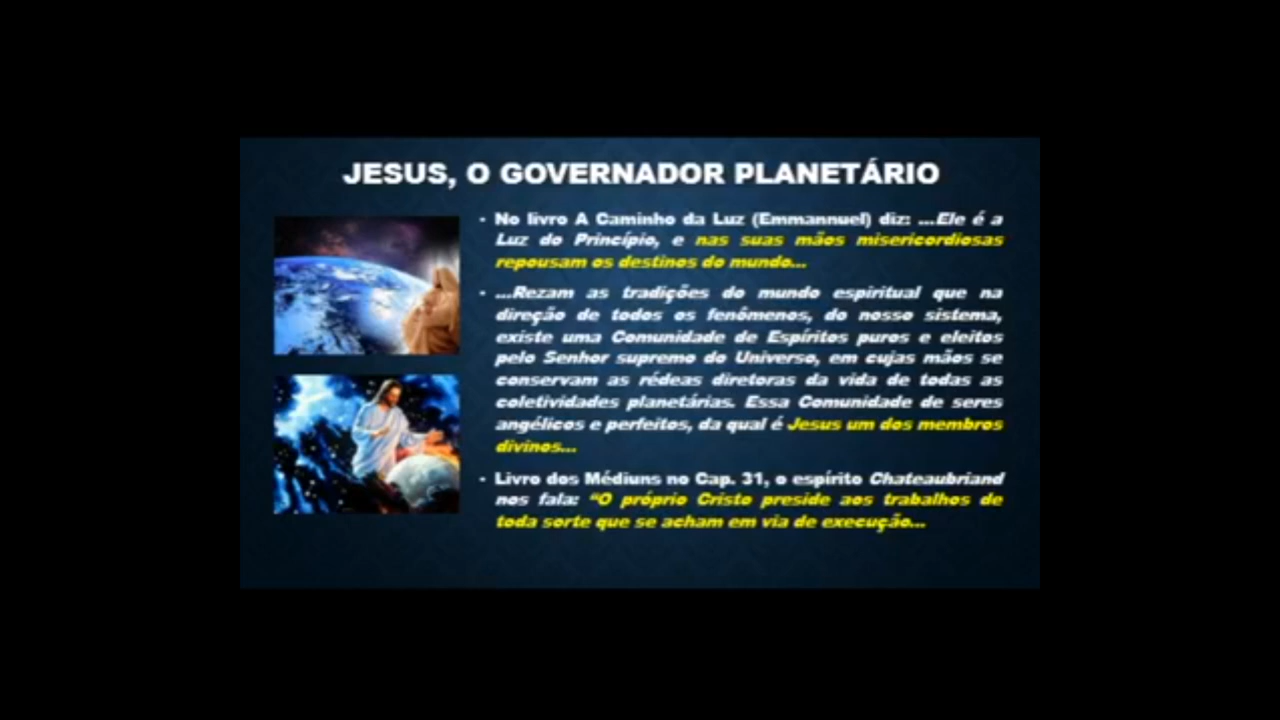 JESUS, O GOVERNADOR PLANETÁRIO
• No livro A Caminho da Luz (Emmannuel) diz: ...Ele é a
Luz do Princípio, e nas suas mãos misericordiosas
repousam os destinos do mundo...
• ...Rezam as tradições do mundo espiritual que na
direção de todos os fenômenos, do nosso sistema,
existe uma Comunidade de Espíritos puros e eleitos
pelo Senhor supremo do Universo, em cujas mãos se
conservam as rédeas diretoras da vida de todas as
coletividades planetárias. Essa Comunidade de seres
angélicos e perfeitos, da qual é Jesus um dos membros
divinos...
• Livro dos Médiuns no Cap. 31, o espírito Chateaubriand
nos fala: “O próprio Cristo preside aos trabalhos de
toda sorte que se acham em via de execução...